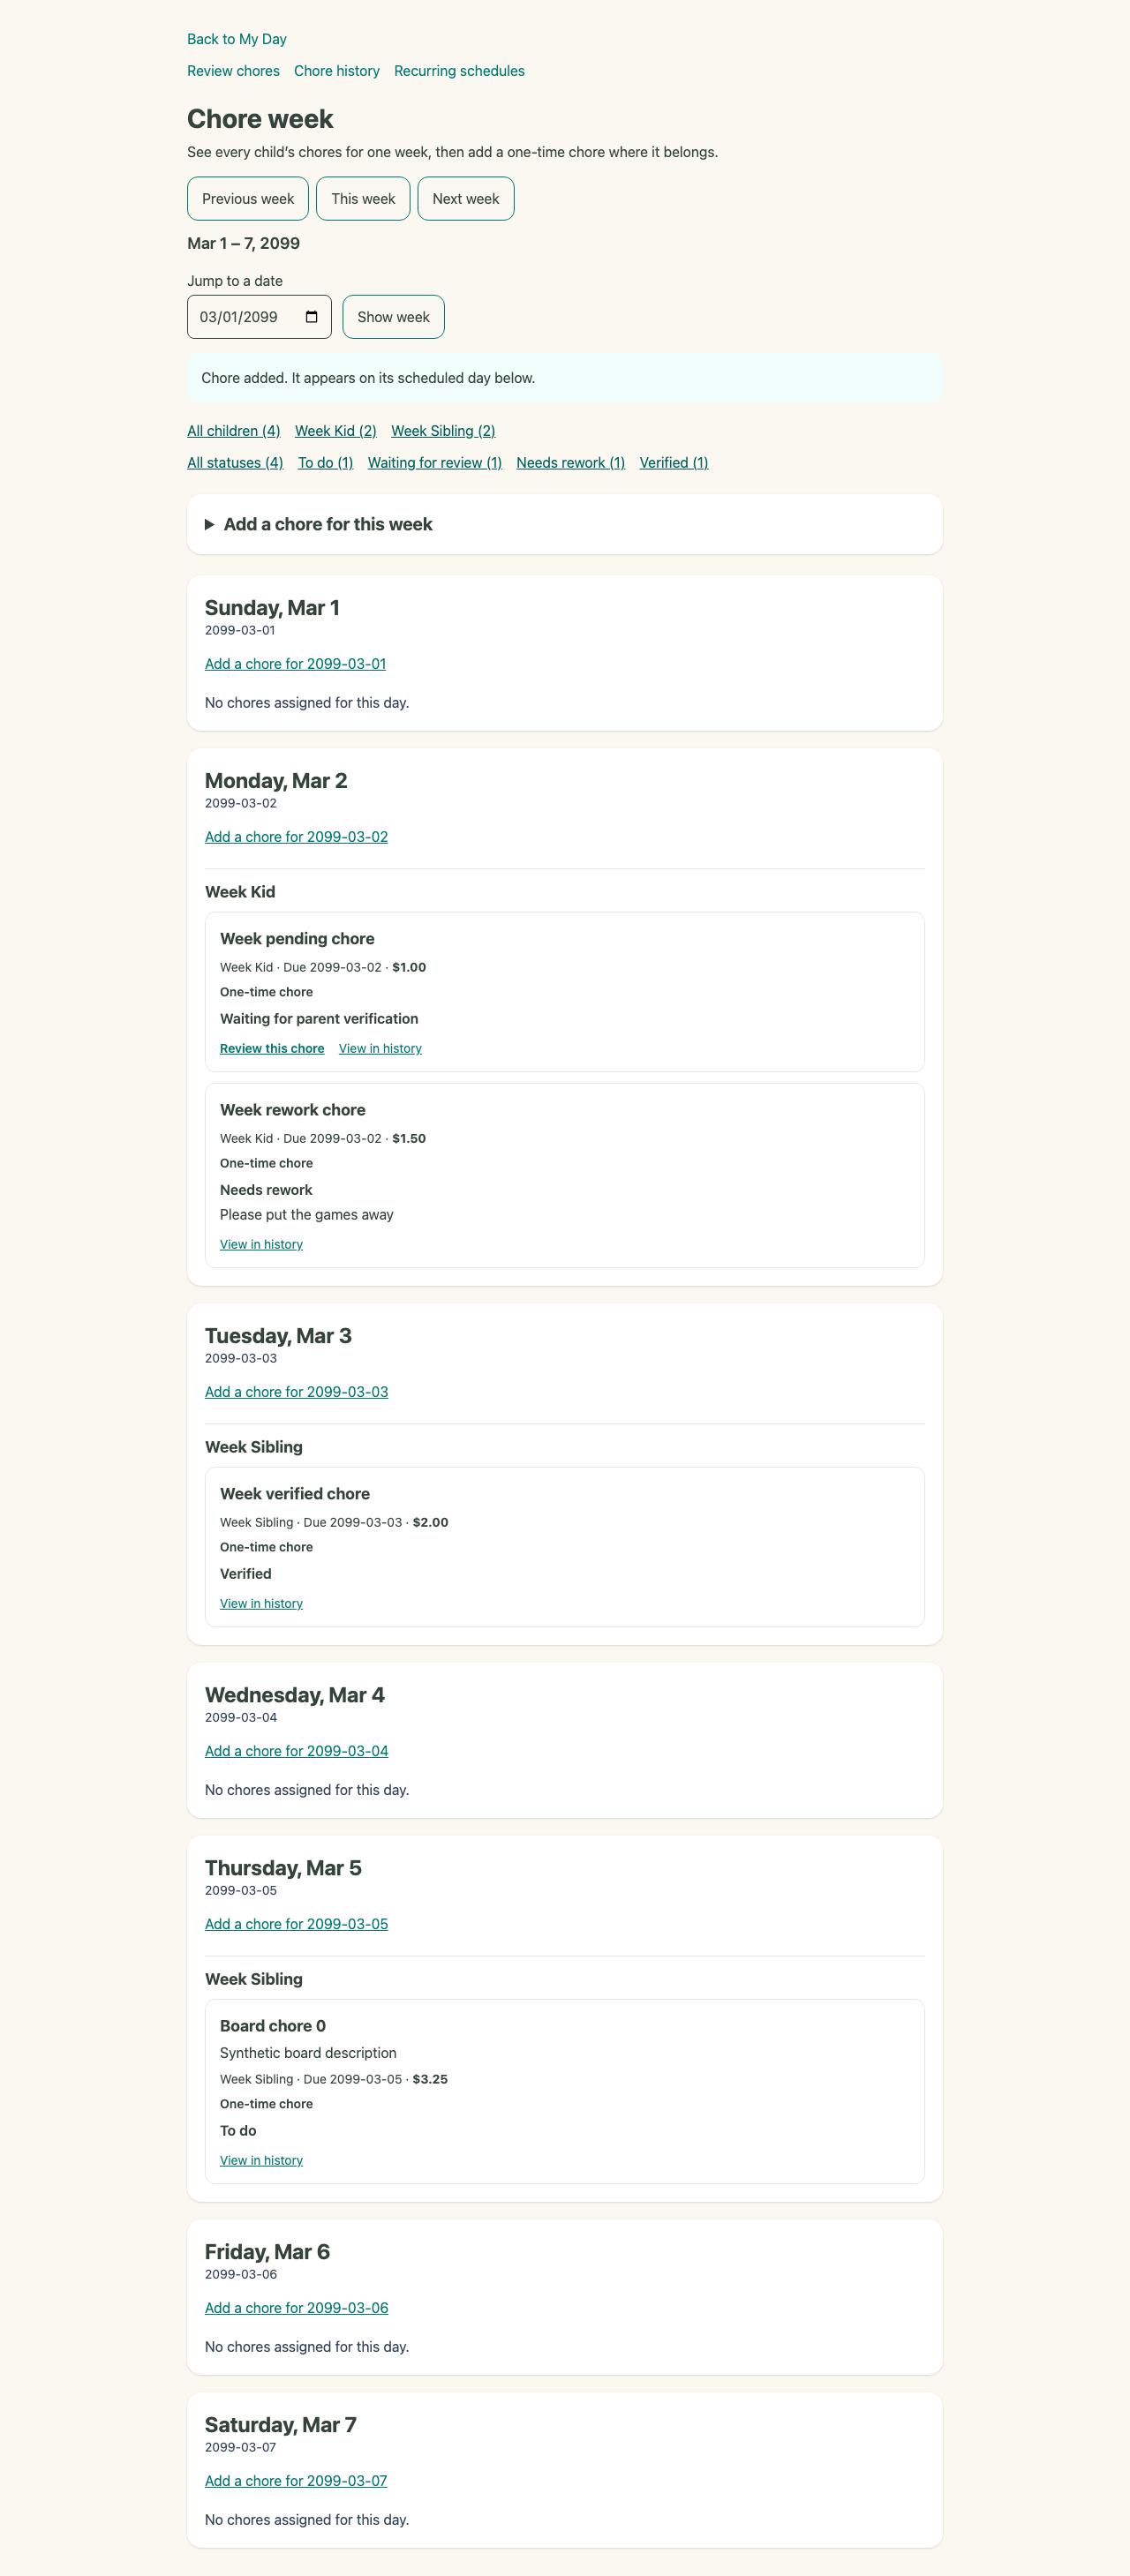 Back to My Day
Review chores Chore history Recurring schedules
Chore week
See every child’s chores for one week, then add a one-time chore where it belongs.
Previous week This week Next week
Mar 1 – 7, 2099
Jump to a date
03/01/2099 Show week
Chore added. It appears on its scheduled day below.
All children (4) Week Kid (2) Week Sibling (2)
All statuses (4) To do (1) Waiting for review (1) Needs rework (1) Verified (1)
Add a chore for this week
Sunday, Mar 1
2099-03-01
Add a chore for 2099-03-01
No chores assigned for this day.
Monday, Mar 2
2099-03-02
Add a chore for 2099-03-02
Week Kid
Week pending chore
Week Kid · Due 2099-03-02 · $1.00
One-time chore
Waiting for parent verification
Review this chore View in history
Week rework chore
Week Kid · Due 2099-03-02 · $1.50
One-time chore
Needs rework
Please put the games away
View in history
Tuesday, Mar 3
2099-03-03
Add a chore for 2099-03-03
Week Sibling
Week verified chore
Week Sibling · Due 2099-03-03 · $2.00
One-time chore
Verified
View in history
Wednesday, Mar 4
2099-03-04
Add a chore for 2099-03-04
No chores assigned for this day.
Thursday, Mar 5
2099-03-05
Add a chore for 2099-03-05
Week Sibling
Board chore 0
Synthetic board description
Week Sibling · Due 2099-03-05 · $3.25
One-time chore
To do
View in history
Friday, Mar 6
2099-03-06
Add a chore for 2099-03-06
No chores assigned for this day.
Saturday, Mar 7
2099-03-07
Add a chore for 2099-03-07
No chores assigned for this day.